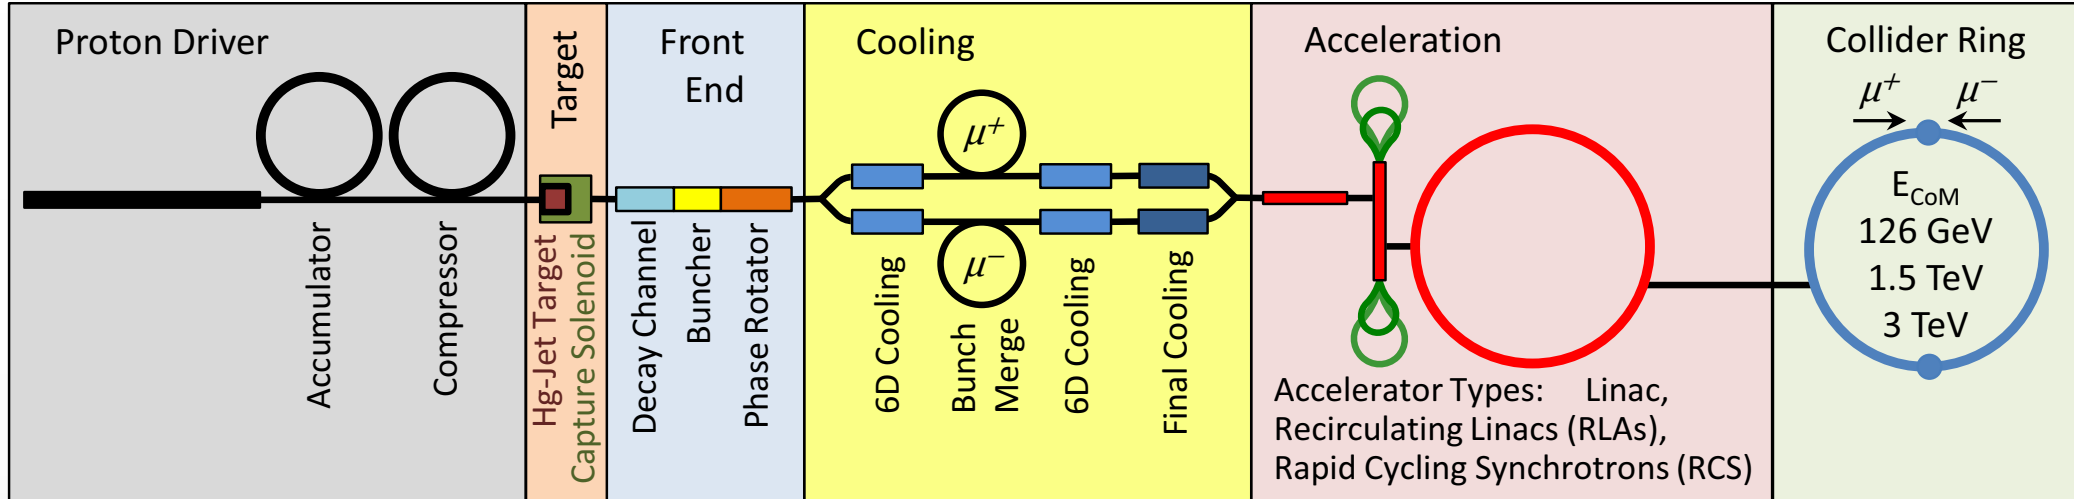 Proton Driver
Accumulator
Compressor
Target
Hg-Jet Target
Capture Solenoid
Front
End
Decay Channel
Buncher
Phase Rotator
Cooling
μ+
μ−
6D Cooling
Bunch
Merge
6D Cooling
Final Cooling
Acceleration
Accelerator Types: Linac,
Recirculating Linacs (RLAs),
Rapid Cycling Synchrotrons (RCS)
Collider Ring
μ+ μ−
ECoM
126 GeV
1.5 TeV
3 TeV